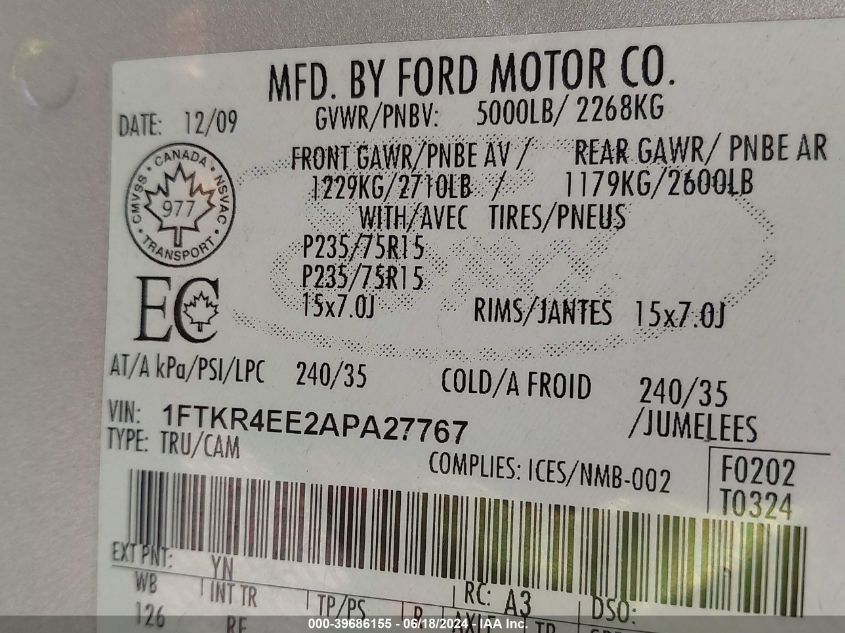 MFD. BY FORD MOTOR CO.
DATE: 12/09 GVWR/PNBV: 5000LB/ 2268KG
FRONT GAWR/PNBE AV / REAR GAWR/ PNBE AR
1229KG/2710LB / 1179KG/2600LB
WITH/AVEC TIRES/PNEUS
P235/75R15
P235/75R15
15x7.0J RIMS/JANTES 15x7.0J
CANADA
CMVSS 977 NSVAC
TRANSPORT
EC
AT/A kPa/PSI/LPC 240/35 COLD/A FROID 240/35
VIN: 1FTKR4EE2APA27767 /JUMELEES
TYPE: TRU/CAM
COMPLIES: ICES/NMB-002 F0202
T0324
EXT PNT: YN RC: A3 DSO:
WB INT TR TP/PS R
126 RE
000-39686155 - 06/18/2024 - IAA Inc.